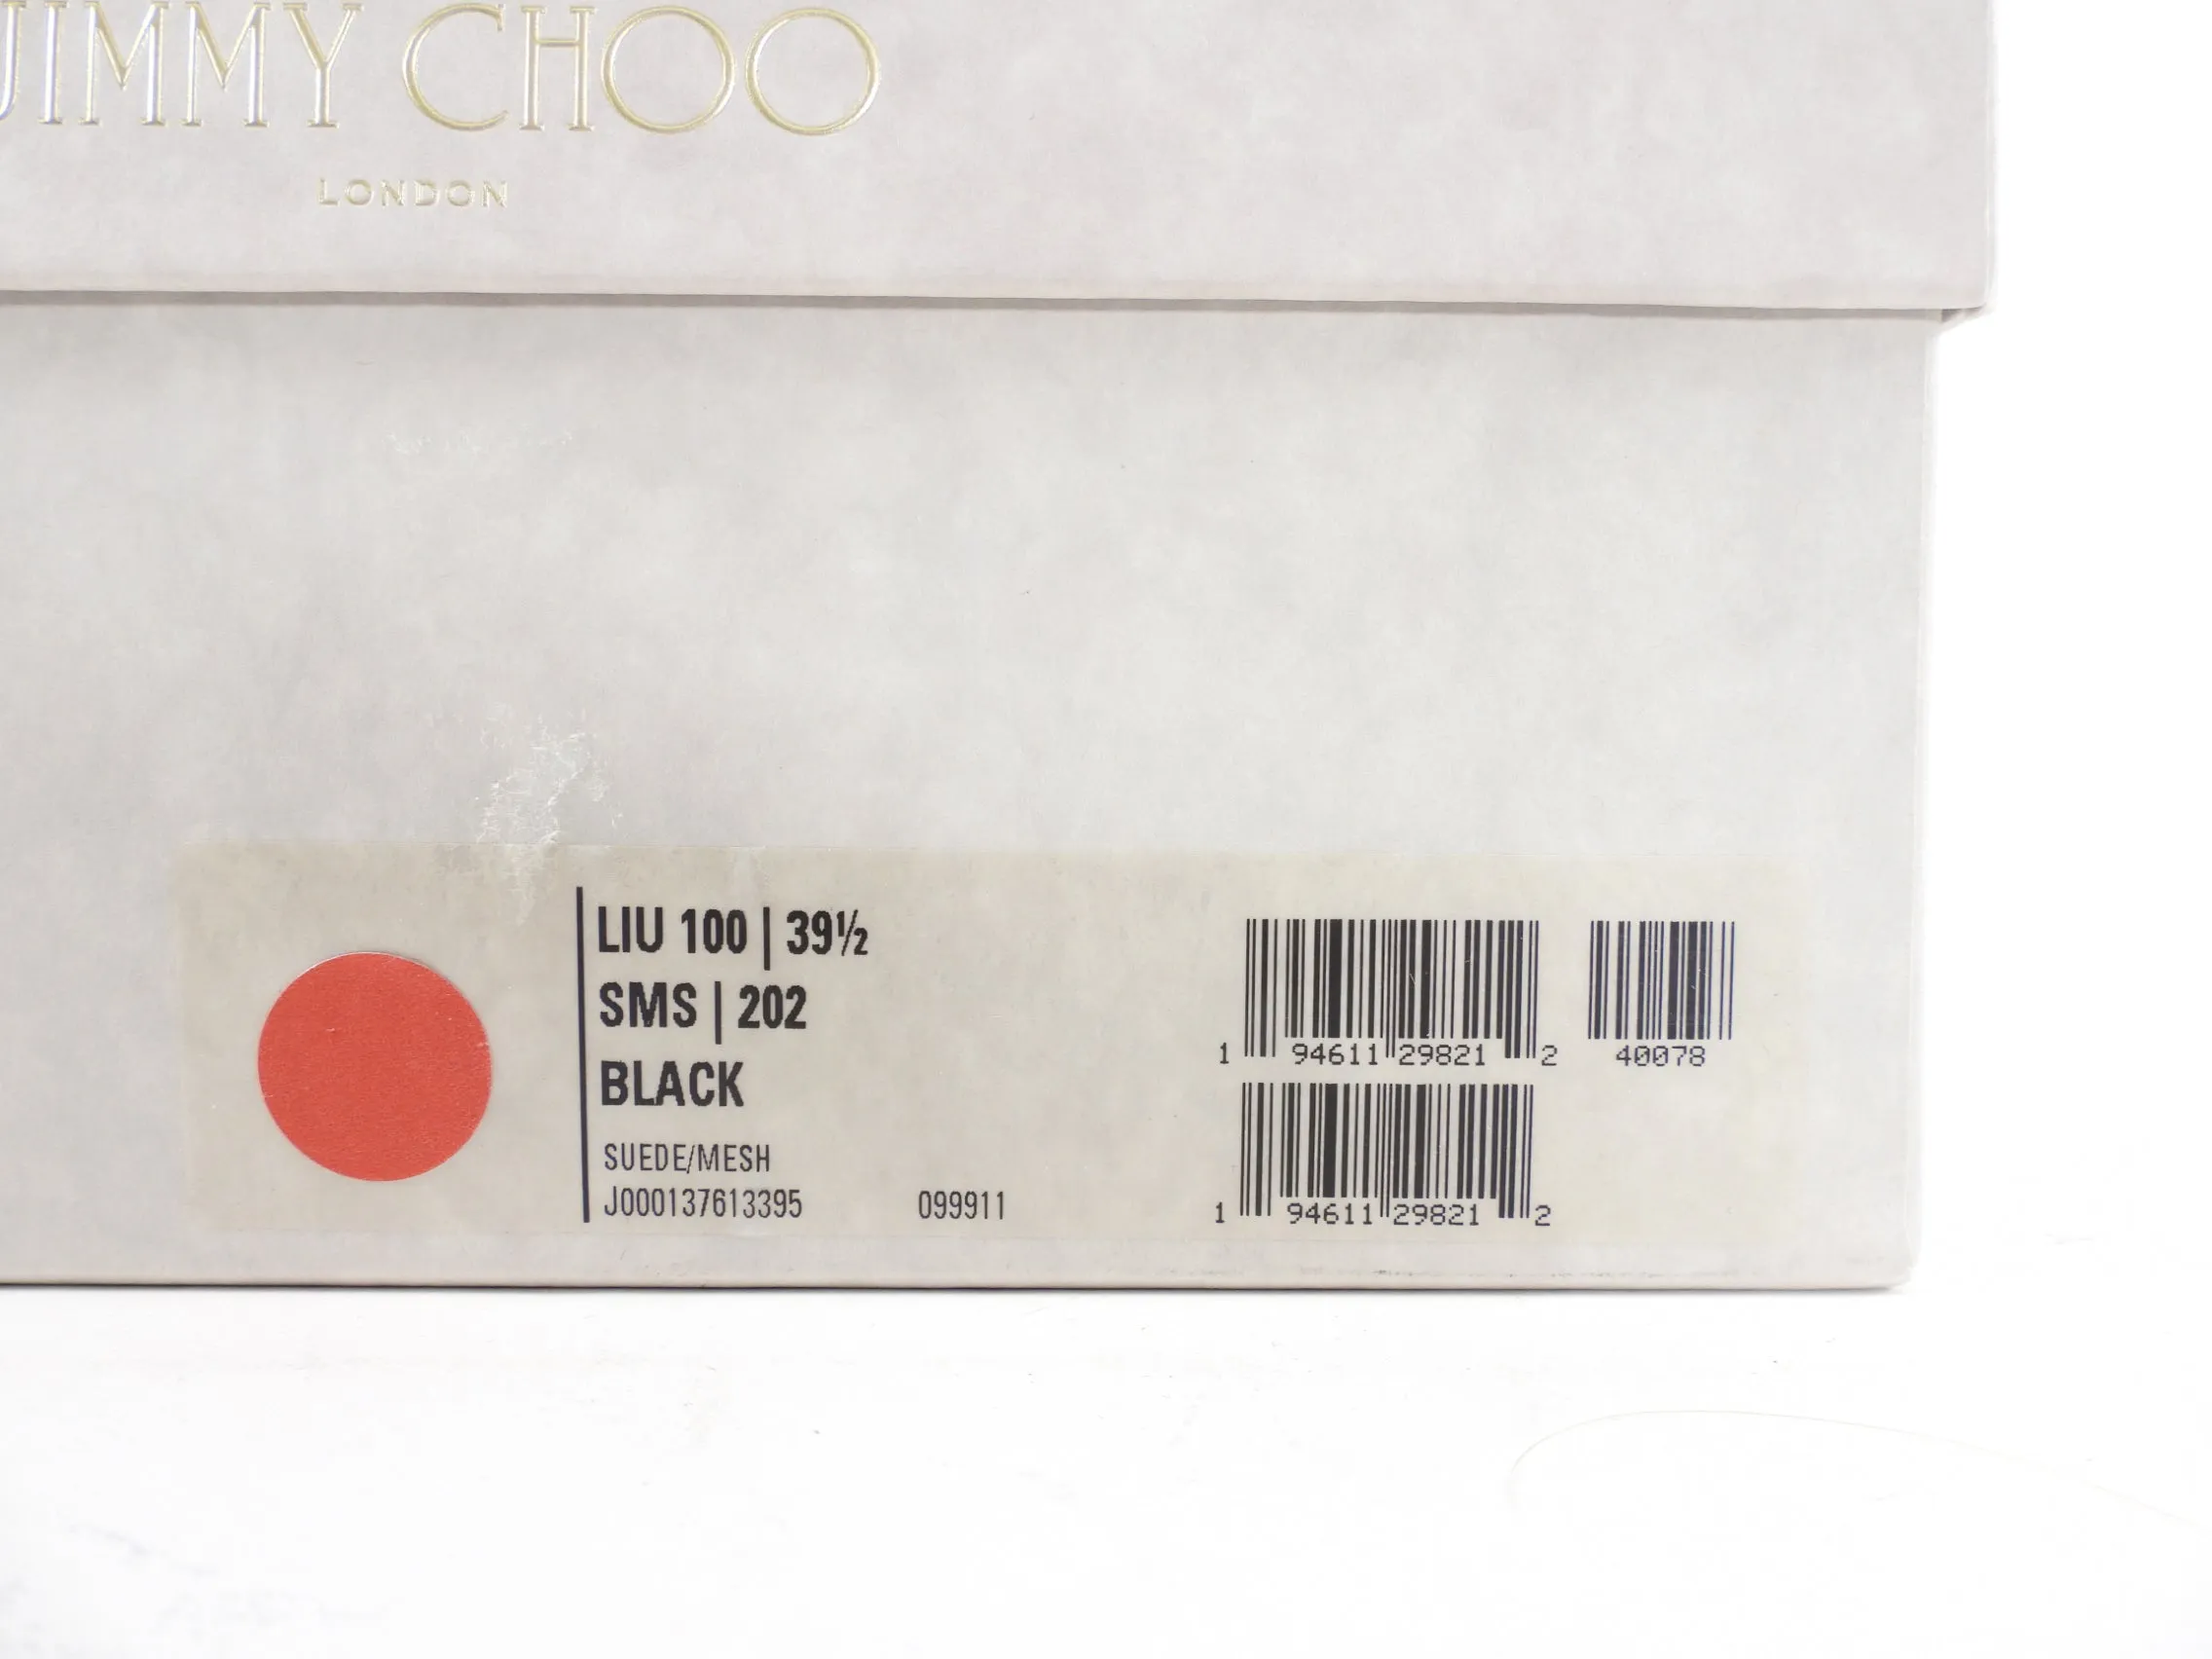 JIMMY CHOO
LONDON
LIU 100 | 39½
SMS | 202
BLACK
SUEDE/MESH
J000137613395 099911
1 94611 29821 2 40078
1 94611 29821 2